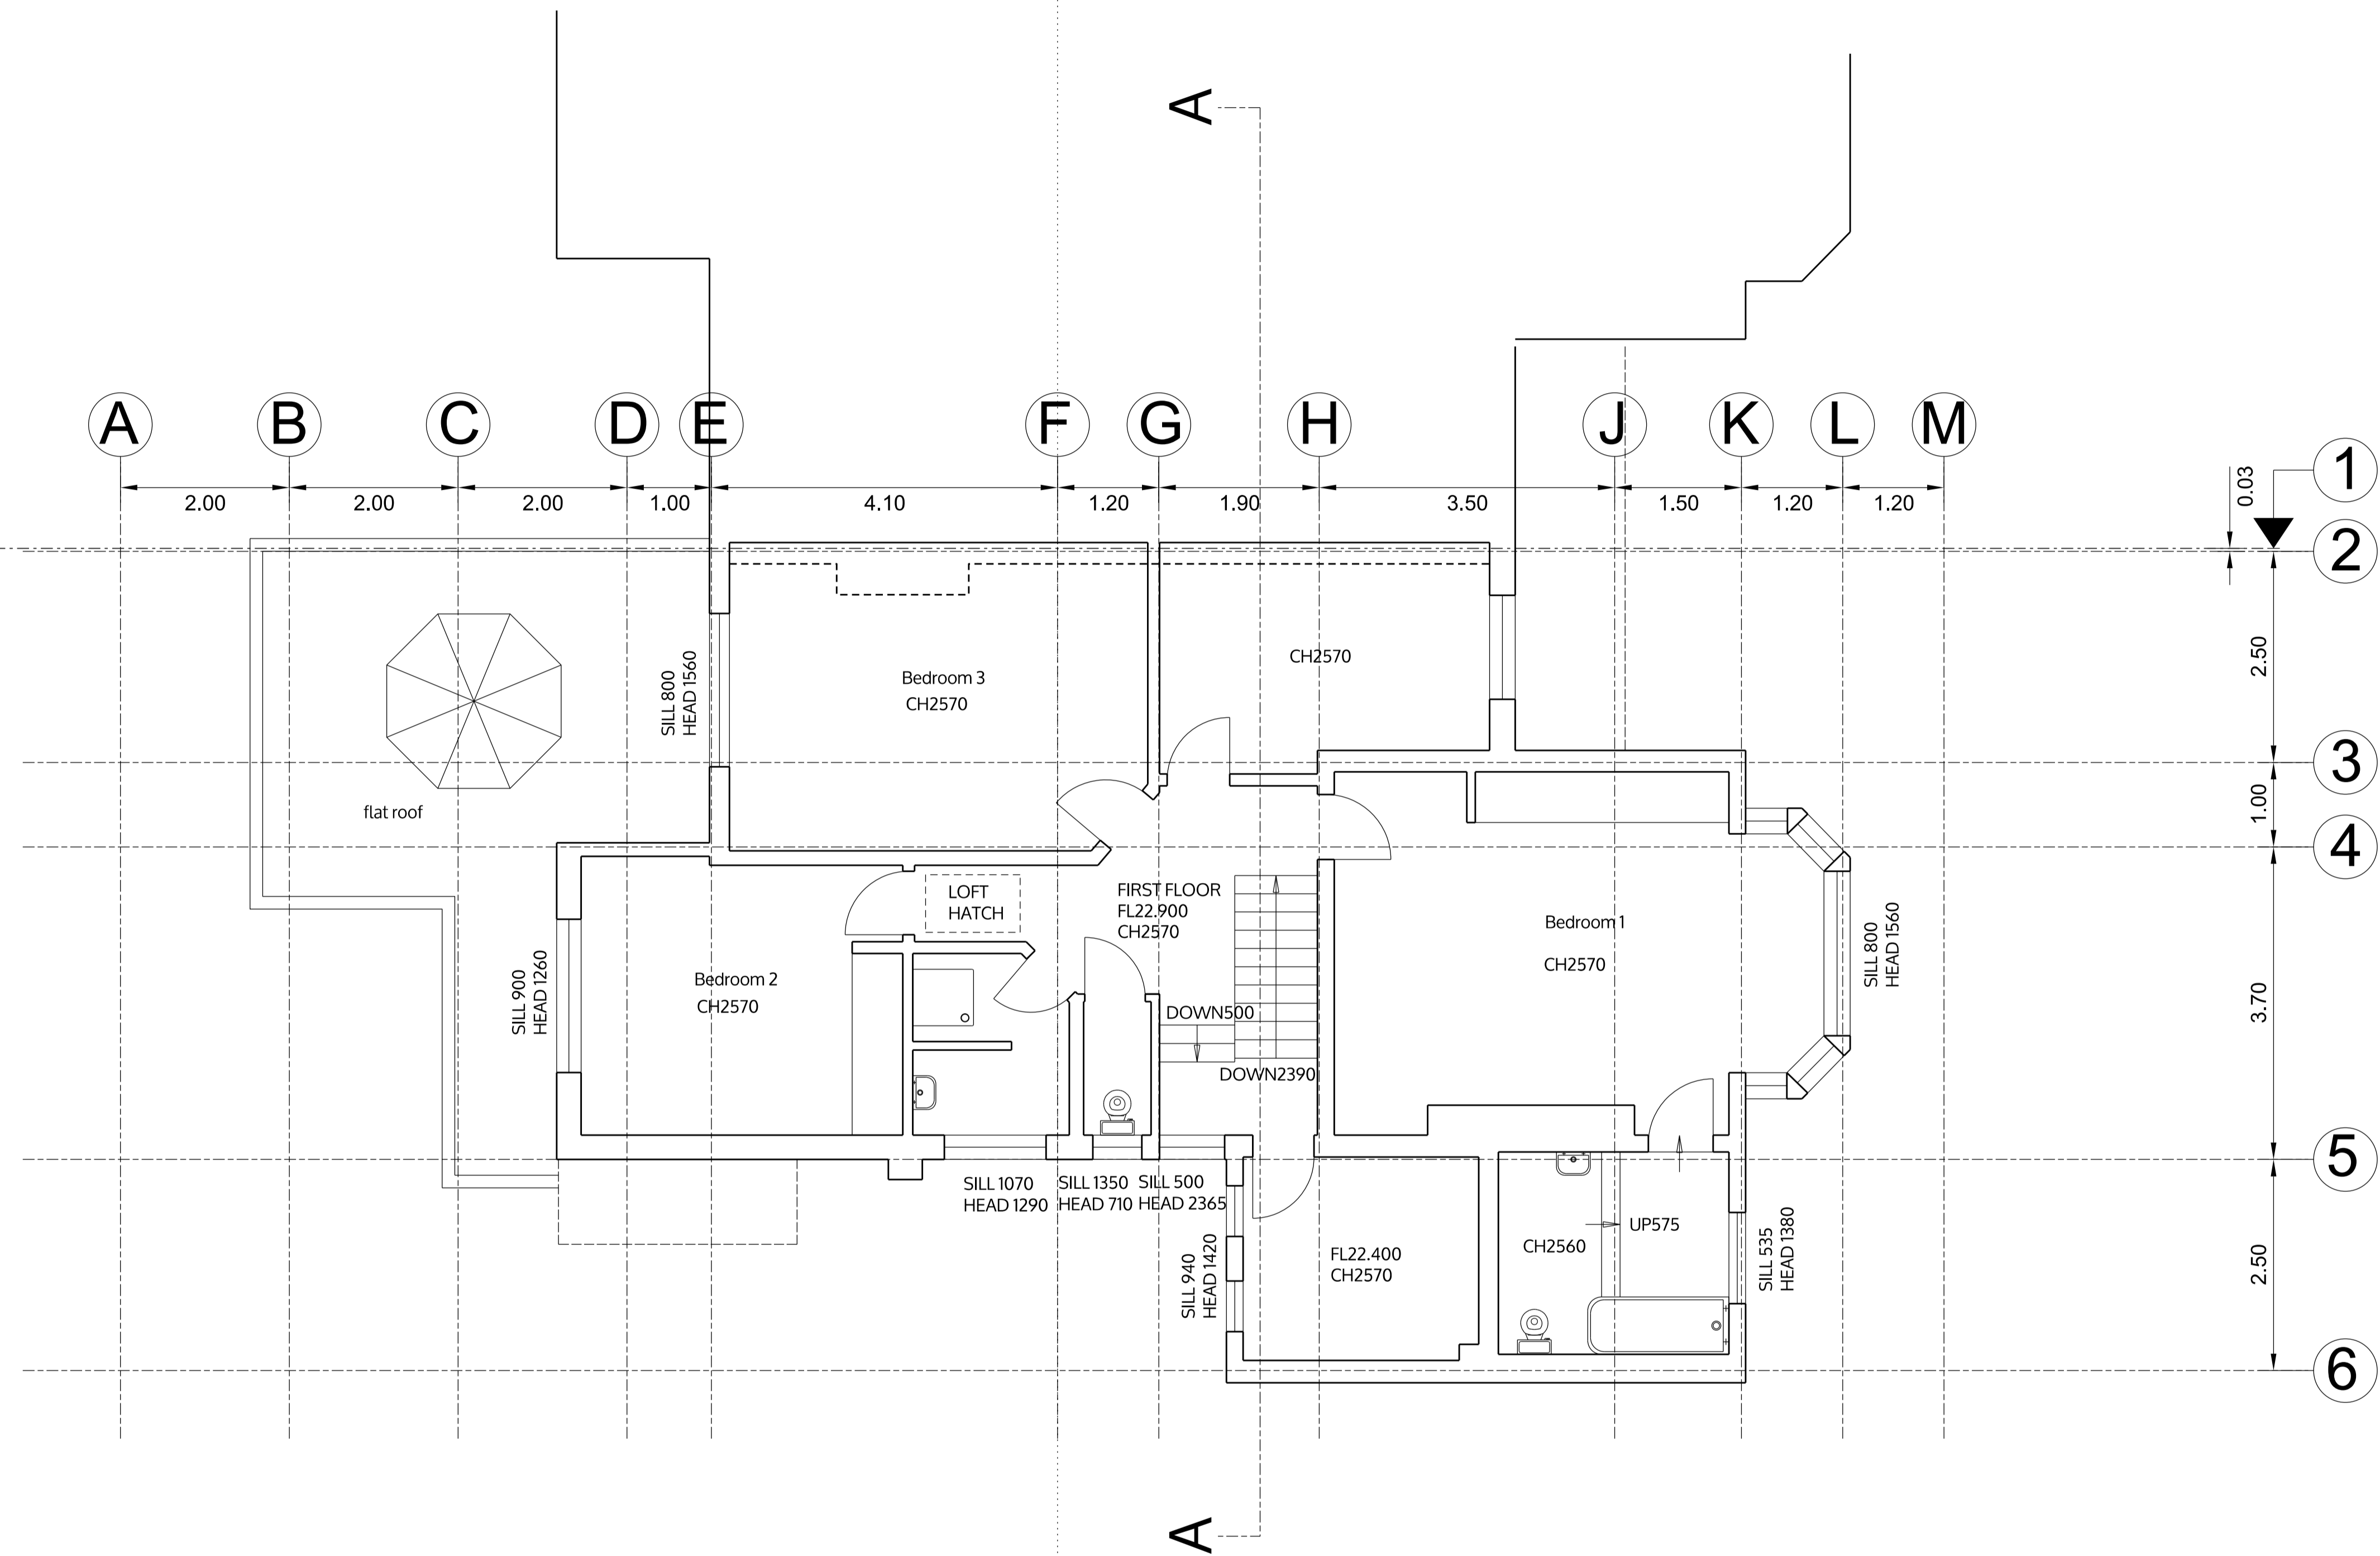 A
A B C D E F G H J K L M
1
2.00 2.00 2.00 1.00 4.10 1.20 1.90 3.50 1.50 1.20 1.20
0.03
2
2.50
CH2570
Bedroom 3
CH2570
SILL 800
HEAD 1560
3
1.00
flat roof
4
LOFT
HATCH
FIRST FLOOR
FL22.900
CH2570
Bedroom 1
CH2570
SILL 800
HEAD 1560
SILL 900
HEAD 1260
Bedroom 2
CH2570
DOWN500
3.70
DOWN2390
5
SILL 1070
HEAD 1290
SILL 1350
HEAD 710
SILL 500
HEAD 2365
SILL 940
HEAD 1420
FL22.400
CH2570
CH2560
UP575
SILL 535
HEAD 1380
2.50
6
A